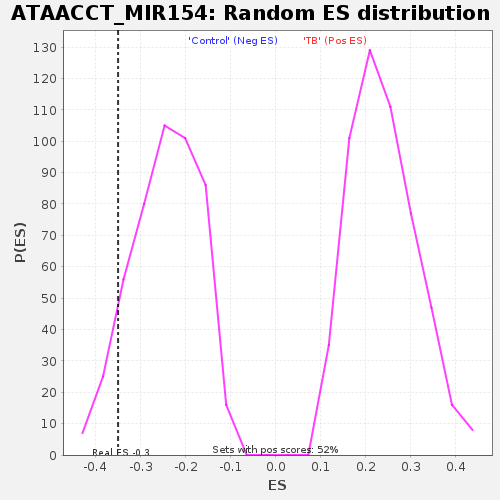 ATAACCT_MIR154: Random ES distribution
'Control' (Neg ES) 'TB' (Pos ES)
130
120
110
100
90
80
70
60
50
40
30
20
10
0
P(ES)
Real ES -0.3
Sets with pos scores: 52%
-0.4 -0.3 -0.2 -0.1 0.0 0.1 0.2 0.3 0.4
ES